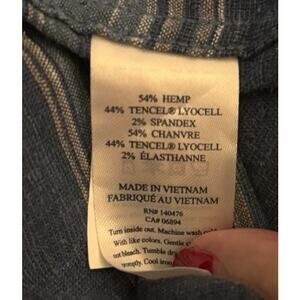 54% HEMP
44% TENCEL® LYOCELL
2% SPANDEX
54% CHANVRE
44% TENCEL® LYOCELL
2% ÉLASTHANNE
MADE IN VIETNAM
FABRIQUÉ AU VIETNAM
RN# 140476
CA# 06894
Turn inside out. Machine wash cold
With like colors. Gentle
not bleach. Tumble dry
promptly. Cool iron